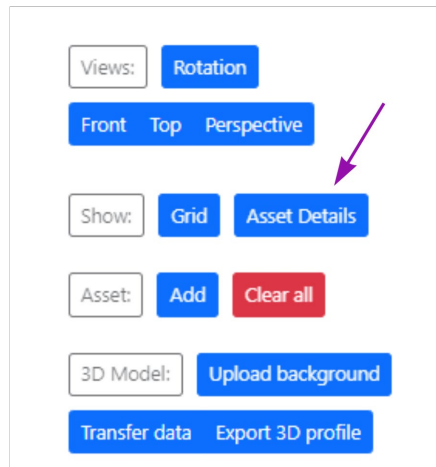 Views: Rotation
Front Top Perspective
Show: Grid Asset Details
Asset: Add Clear all
3D Model: Upload background
Transfer data Export 3D profile